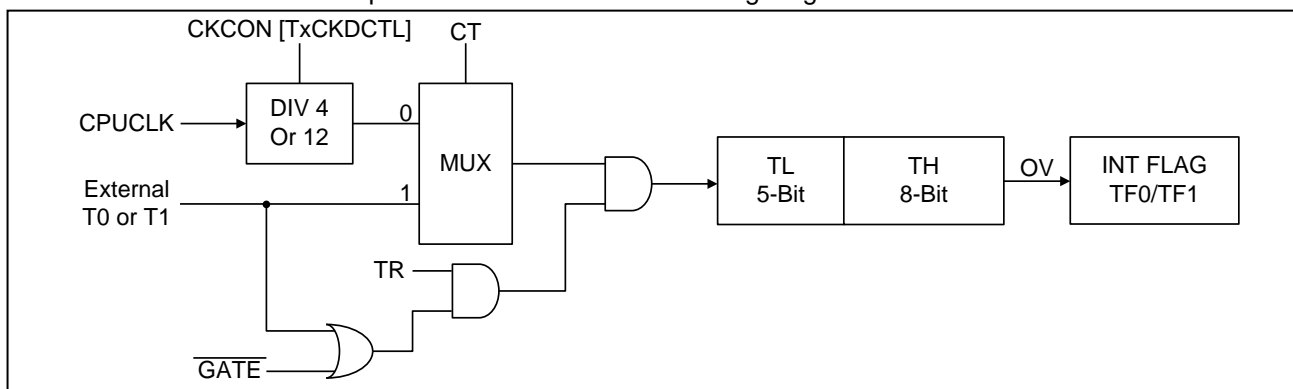 CKCON [TxCKDCTL]
CT
CPUCLK
DIV 4
Or 12
0
MUX
External
T0 or T1
1
TL
5-Bit
TH
8-Bit
OV
INT FLAG
TF0/TF1
TR
GATE